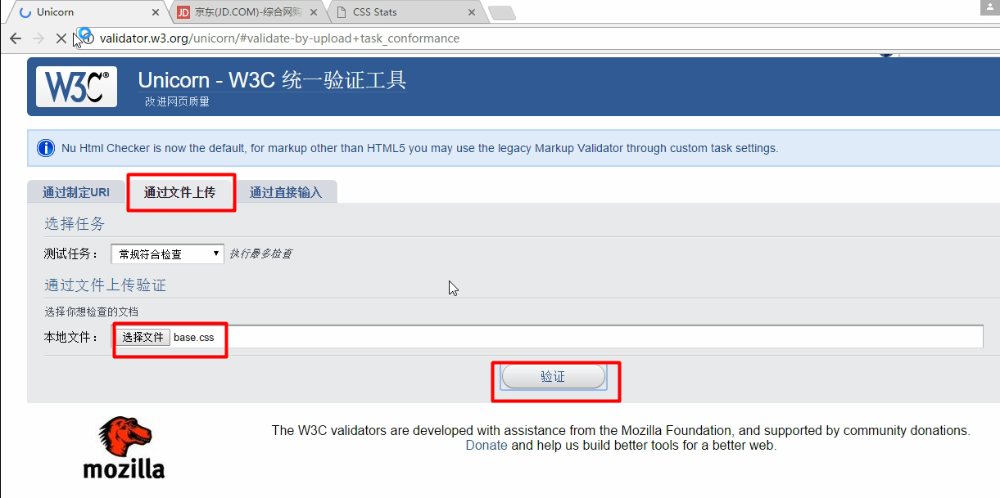 Unicorn
JD 京东(JD.COM)-综合网购
CSS Stats
validator.w3.org/unicorn/#validate-by-upload+task_conformance
W3C®
Unicorn - W3C 统一验证工具
改进网页质量
Nu Html Checker is now the default, for markup other than HTML5 you may use the legacy Markup Validator through custom task settings.
通过制定URI 通过文件上传 通过直接输入
选择任务
测试任务： 常规符合检查 执行最多检查
通过文件上传验证
选择你想检查的文档
本地文件： 选择文件 base.css
验证
The W3C validators are developed with assistance from the Mozilla Foundation, and supported by community donations.
Donate and help us build better tools for a better web.
mozilla